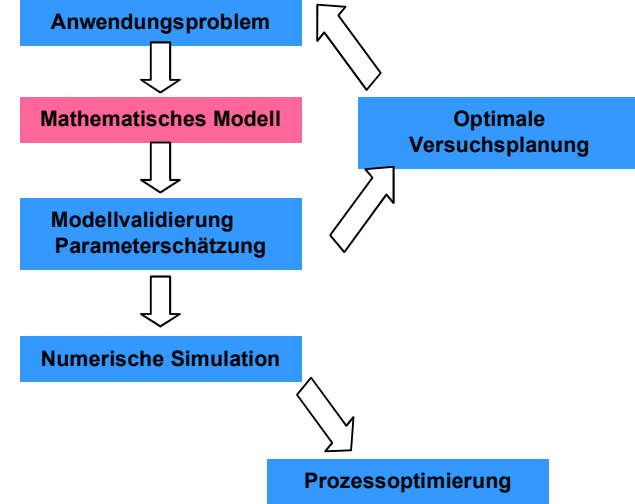 Anwendungsproblem
Mathematisches Modell
Optimale
Versuchsplanung
Modellvalidierung
Parameterschätzung
Numerische Simulation
Prozessoptimierung